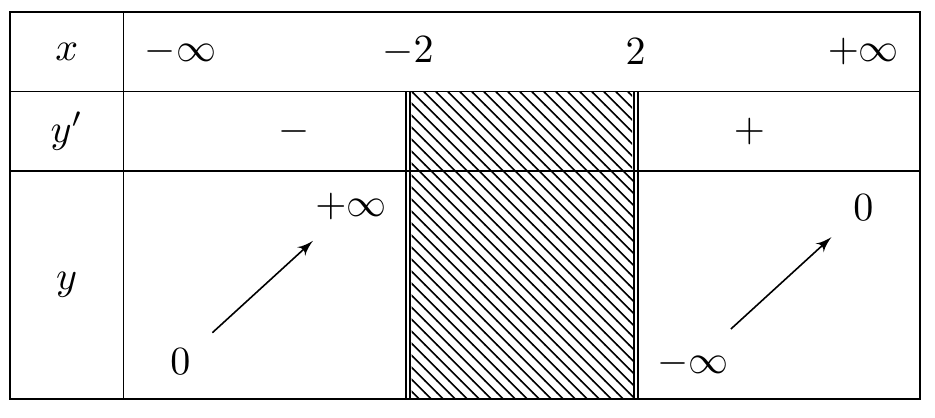 x −∞ −2 2 +∞
y′ − +
+∞ 0
y
0 −∞